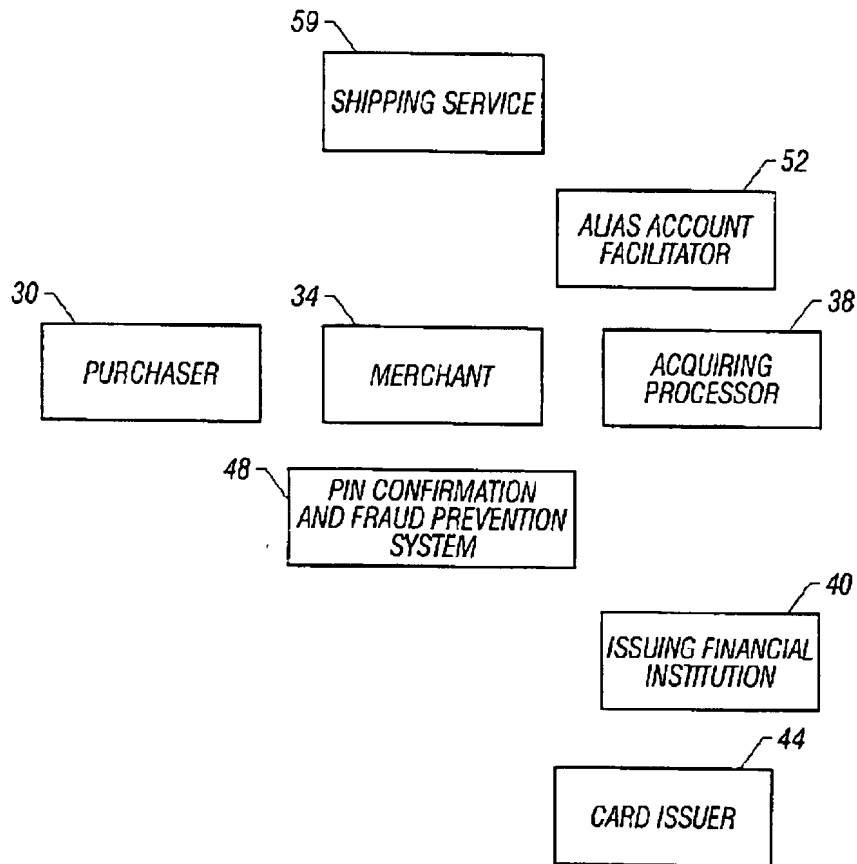 59
SHIPPING SERVICE
52
ALIAS ACCOUNT
FACILITATOR
30
PURCHASER
34
MERCHANT
38
ACQUIRING
PROCESSOR
48
PIN CONFIRMATION
AND FRAUD PREVENTION
SYSTEM
40
ISSUING FINANCIAL
INSTITUTION
44
CARD ISSUER